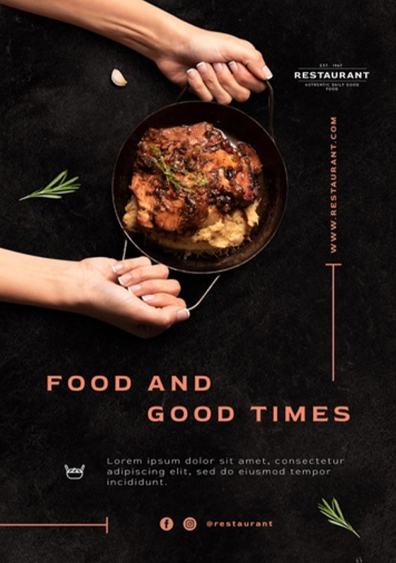 EST. 1967
RESTAURANT
AUTHENTIC DAILY GOOD
FOOD
WWW.RESTAURANT.COM
FOOD AND
GOOD TIMES
Lorem ipsum dolor sit amet, consectetur
adipiscing elit, sed do eiusmod tempor
incididunt.
@restaurant